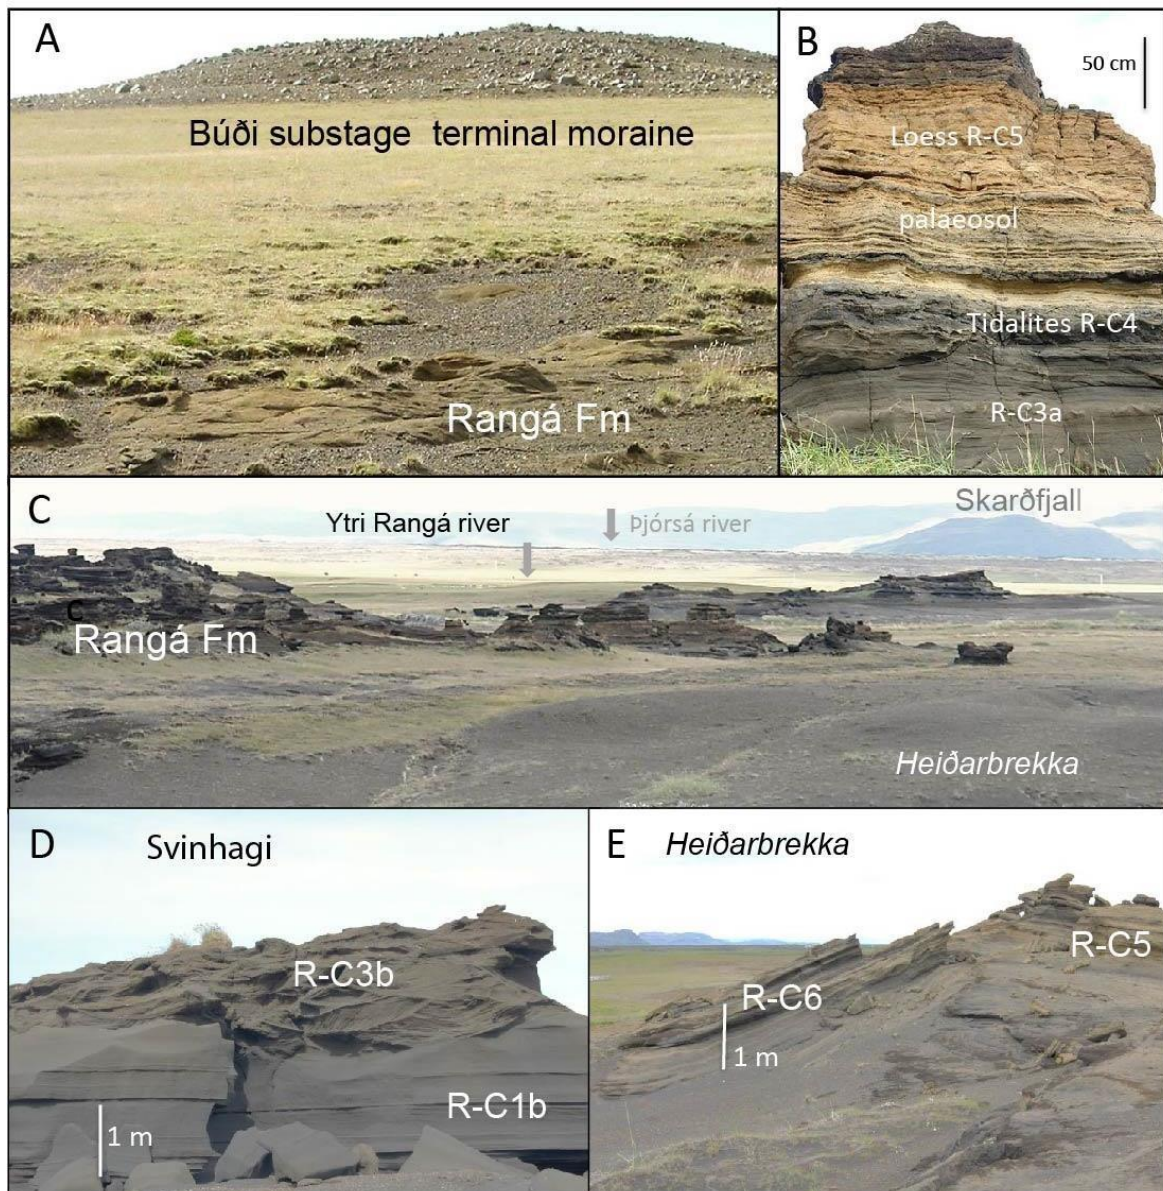 A
Búði substage terminal moraine
Rangá Fm
B
50 cm
Loess R-C5
palaeosol
Tidalites R-C4
R-C3a
C
Ytri Rangá river
Þjórsá river
Skarðfjall
C
Rangá Fm
Heiðarbrekka
D
Svinhagi
R-C3b
R-C1b
1 m
E
Heiðarbrekka
R-C5
R-C6
1 m